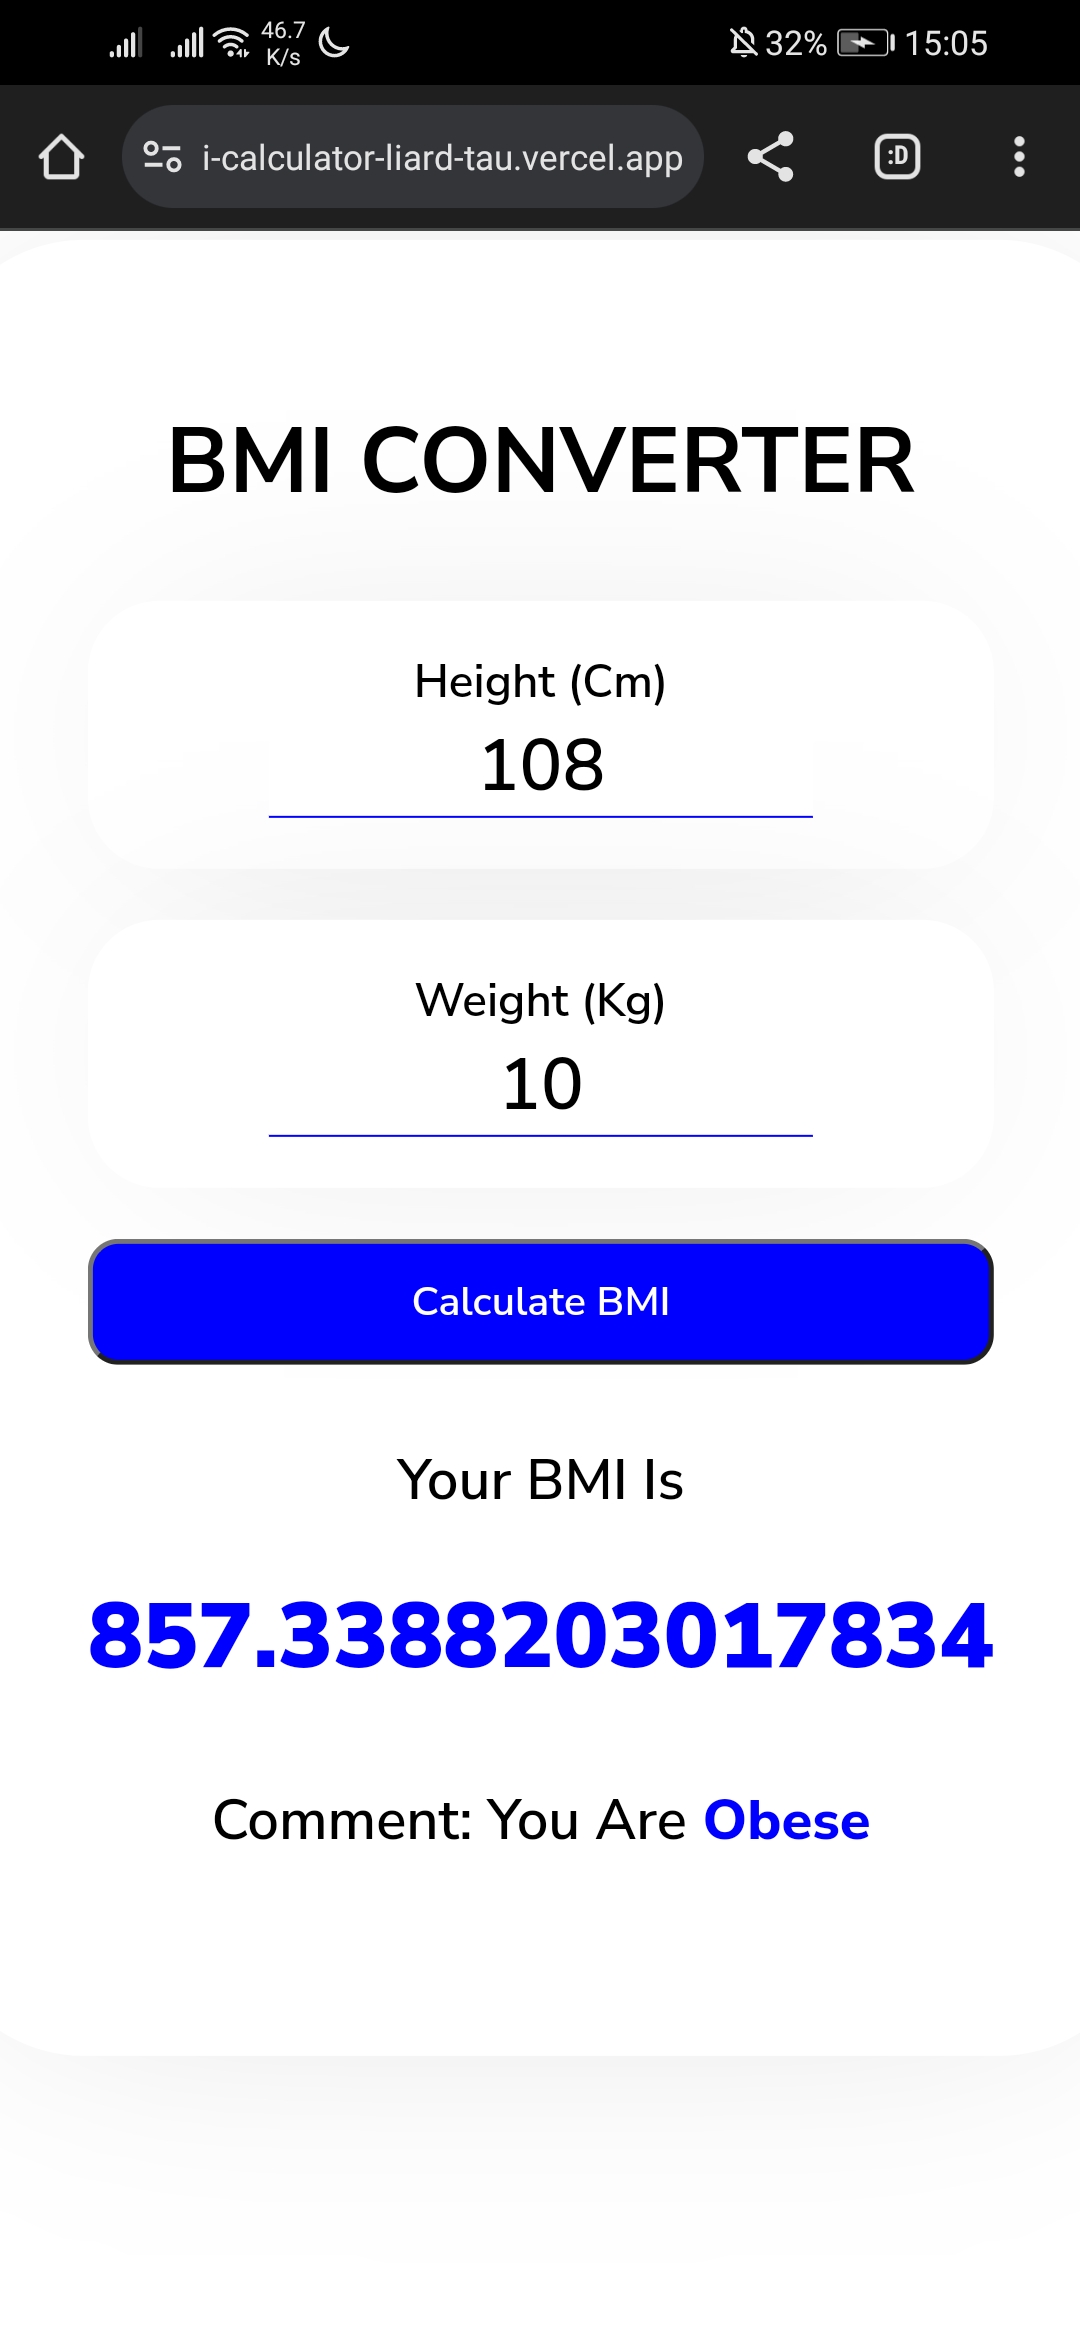 46.7
K/s
32%
15:05
i-calculator-liard-tau.vercel.app
:D
BMI CONVERTER
Height (Cm)
108
Weight (Kg)
10
Calculate BMI
Your BMI Is
857.3388203017834
Comment: You Are Obese